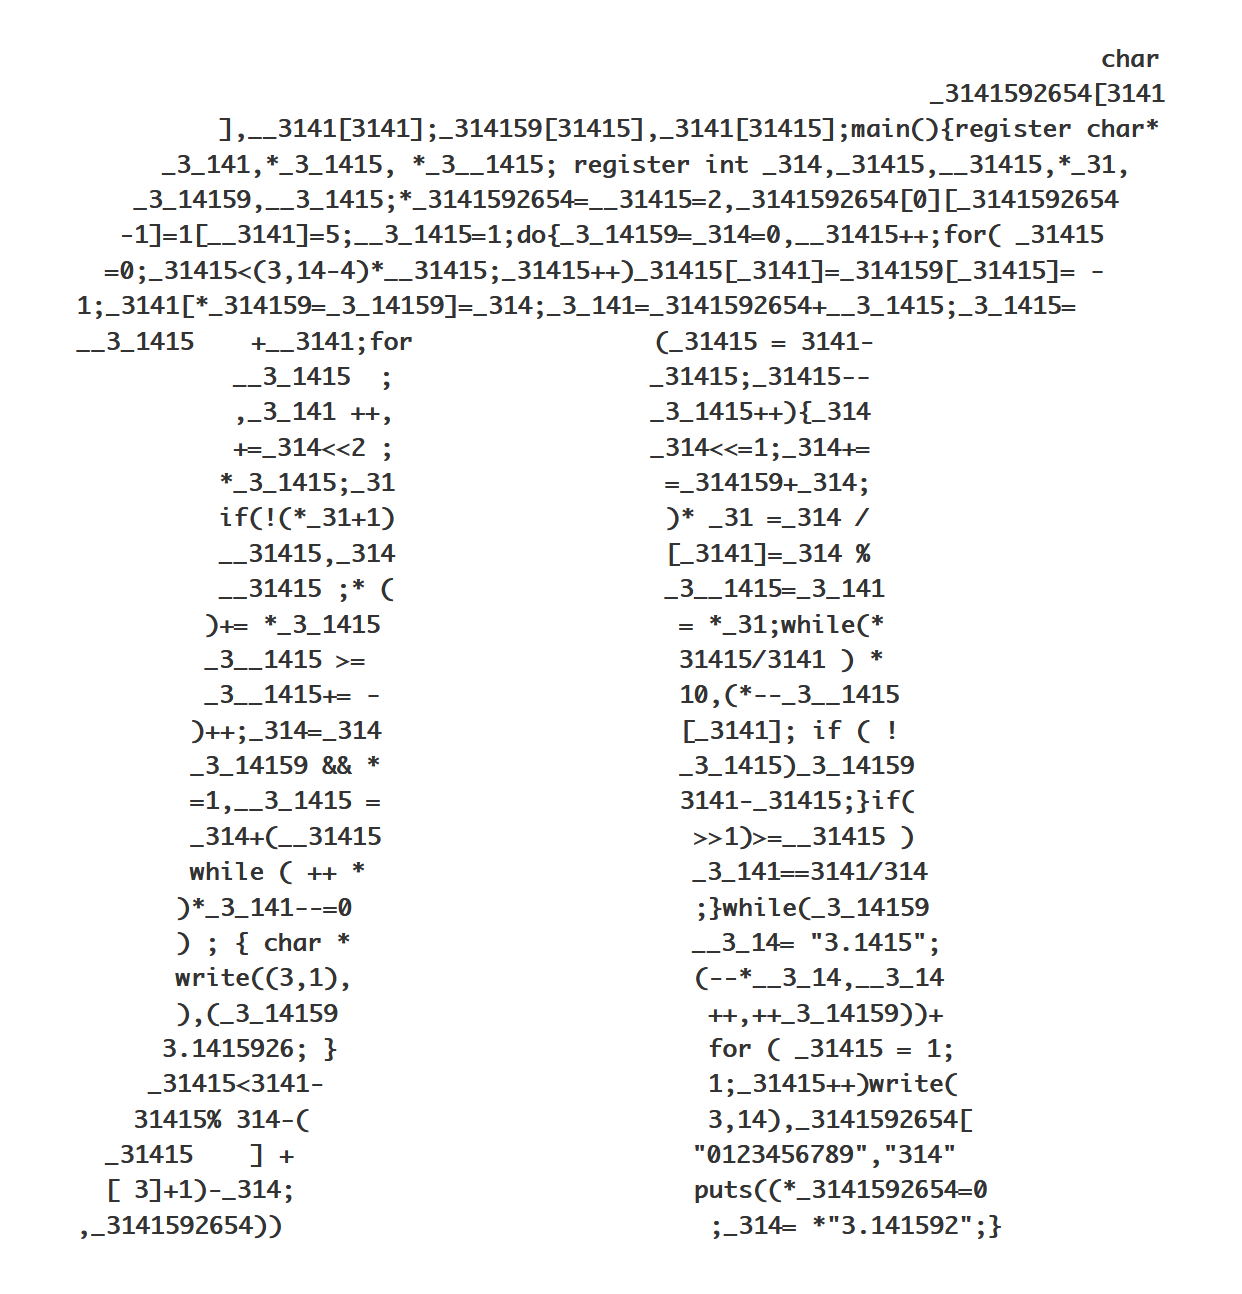 char
_3141592654[3141
],__3141[3141];_314159[31415],_3141[31415];main(){register char*
_3_141,*_3_1415, *_3__1415; register int _314,_31415,__31415,*_31,
_3_14159,__3_1415;*_3141592654=__31415=2,_3141592654[0][_3141592654
-1]=1[__3141]=5;__3_1415=1;do{_3_14159=_314=0,__31415++;for( _31415
=0;_31415<(3,14-4)*__31415;_31415++)_31415[_3141]=_314159[_31415]= -
1;_3141[*_314159=_3_14159]=_314;_3_141=_3141592654+__3_1415;_3_1415=
__3_1415    +__3141;for                 (_31415 = 3141-
__3_1415  ;                  _31415;_31415--
,_3_141 ++,                  _3_1415++){_314
+=_314<<2 ;                  _314<<=1;_314+=
*_3_1415;_31                  =_314159+_314;
if(!(*_31+1)                  )* _31 =_314 /
__31415,_314                  [_3141]=_314 %
__31415 ;* (                  _3__1415=_3_141
)+= *_3_1415                   = *_31;while(*
_3__1415 >=                    31415/3141 ) *
_3__1415+= -                   10,(*--_3__1415
)++;_314=_314                   [_3141]; if ( !
_3_14159 && *                   _3_1415)_3_14159
=1,__3_1415 =                   3141-_31415;}if(
_314+(__31415                    >>1)>=__31415 )
while ( ++ *                     _3_141==3141/314
)*_3_141--=0                      ;}while(_3_14159
) ; { char *                      __3_14= "3.1415";
write((3,1),                      (--*__3_14,__3_14
),(_3_14159                        ++,++_3_14159))+
3.1415926; }                        for ( _31415 = 1;
_31415<3141-                         1;_31415++)write(
31415% 314-(                          3,14),_3141592654[
_31415    ] +                          "0123456789","314"
[ 3]+1)-_314;                          puts((*_3141592654=0
,_3141592654))                           ;_314= *"3.141592";}